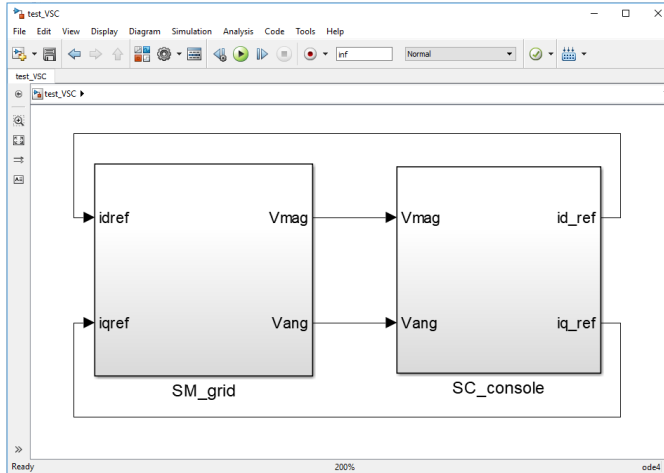 test_VSC
File Edit View Display Diagram Simulation Analysis Code Tools Help
inf Normal
test_VSC
test_VSC
idref Vmag Vmag id_ref
iqref Vang Vang iq_ref
SM_grid SC_console
Ready 200% ode4